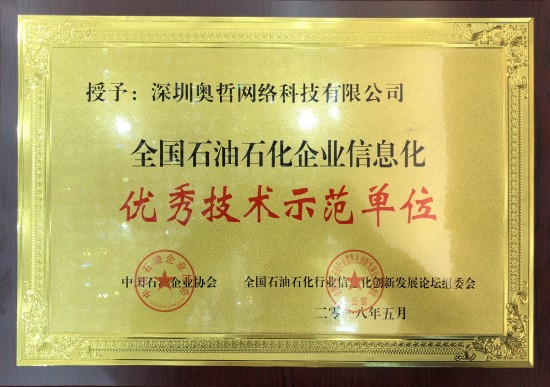 授予：深圳奥哲网络科技有限公司
全国石油石化企业信息化
优秀技术示范单位
中国石油企业协会 全国石油石化行业信息化创新发展论坛组委会
二零一八年五月